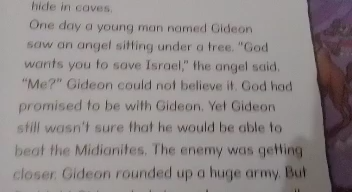 hide in caves.
One day a young man named Gideon
saw an angel sitting under a tree. "God
wants you to save Israel," the angel said.
"Me?" Gideon could not believe it. God had
promised to be with Gideon. Yet Gideon
still wasn't sure that he would be able to
beat the Midianites. The enemy was getting
closer. Gideon rounded up a huge army. But